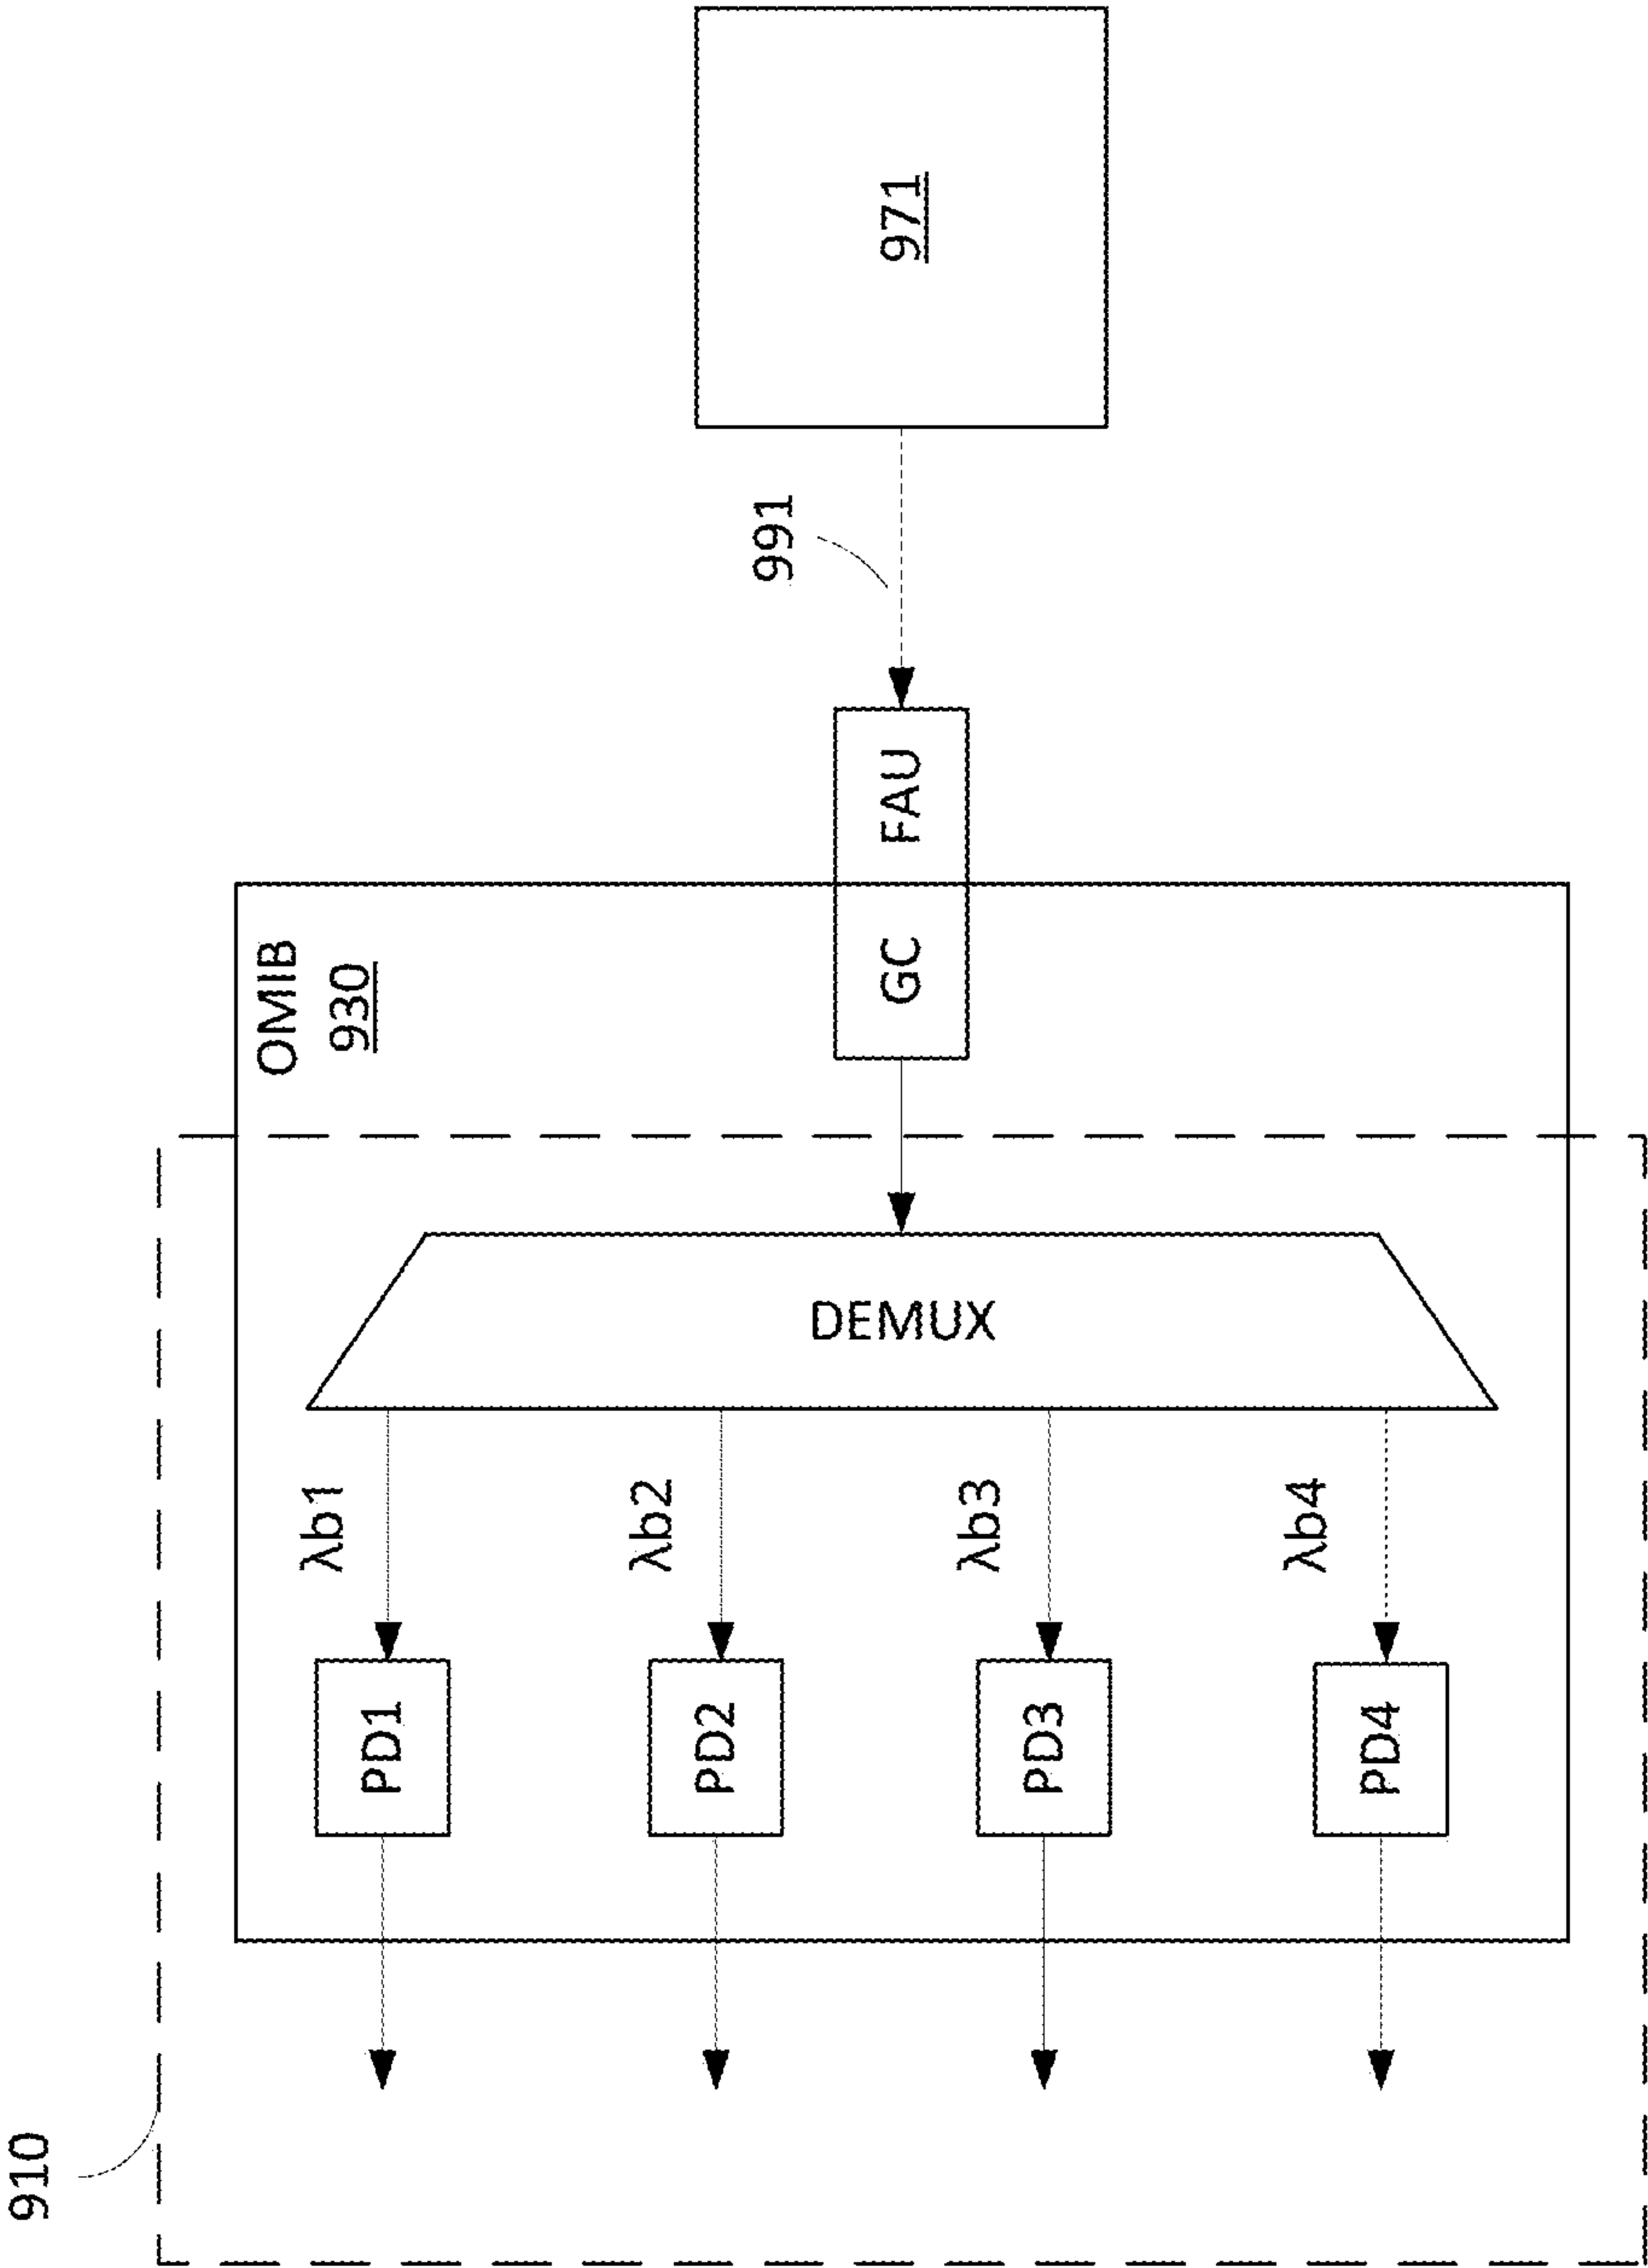 910
OMIB
930
λb1
PD1
λb2
PD2
DEMUX
GC
FAU
991
971
λb3
PD3
λb4
PD4